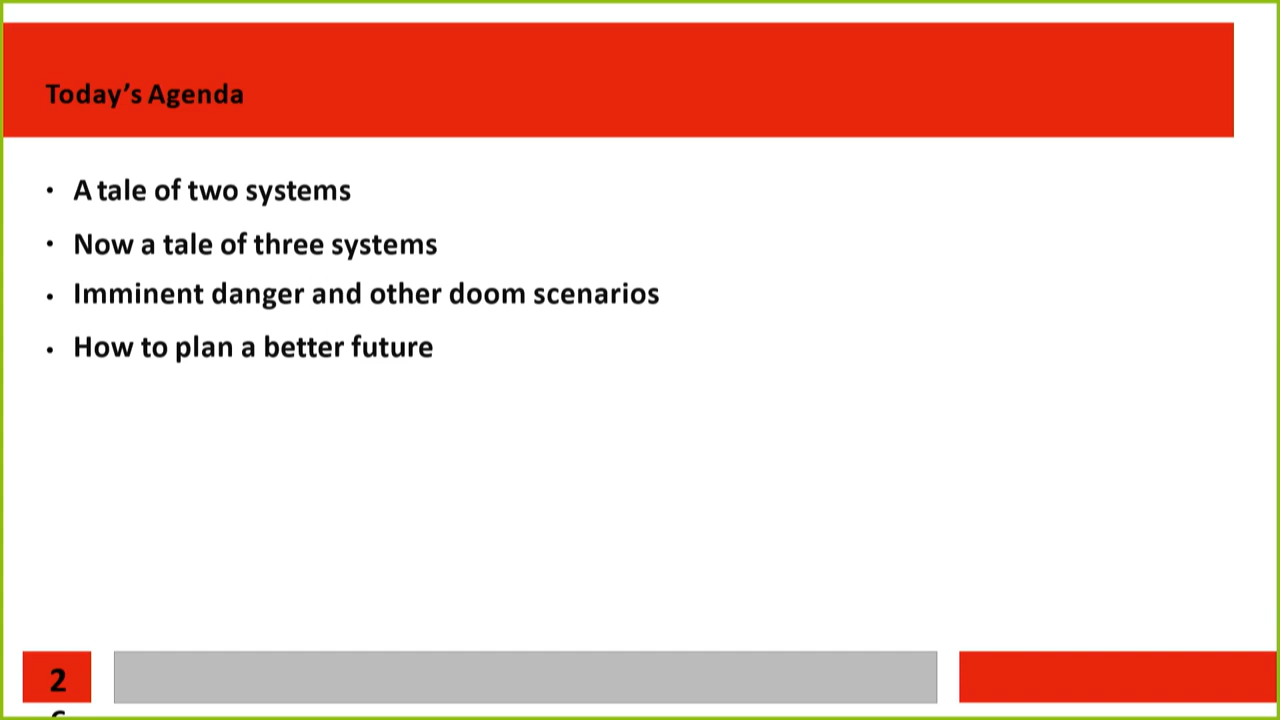 Today's Agenda
• A tale of two systems
• Now a tale of three systems
• Imminent danger and other doom scenarios
• How to plan a better future
2